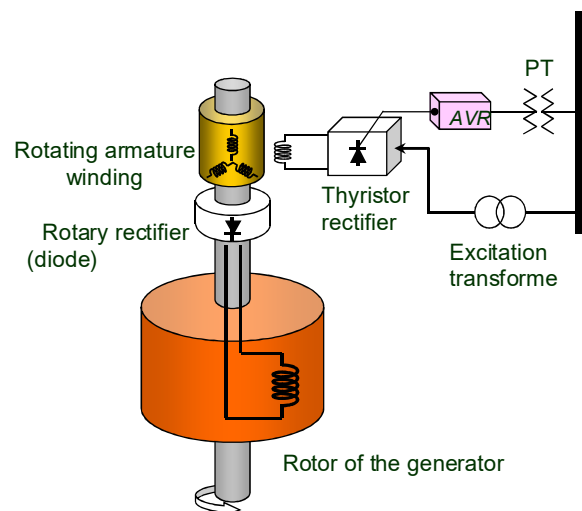 PT
AVR
Rotating armature
winding
Thyristor
rectifier
Rotary rectifier
(diode)
Excitation
transforme
Rotor of the generator